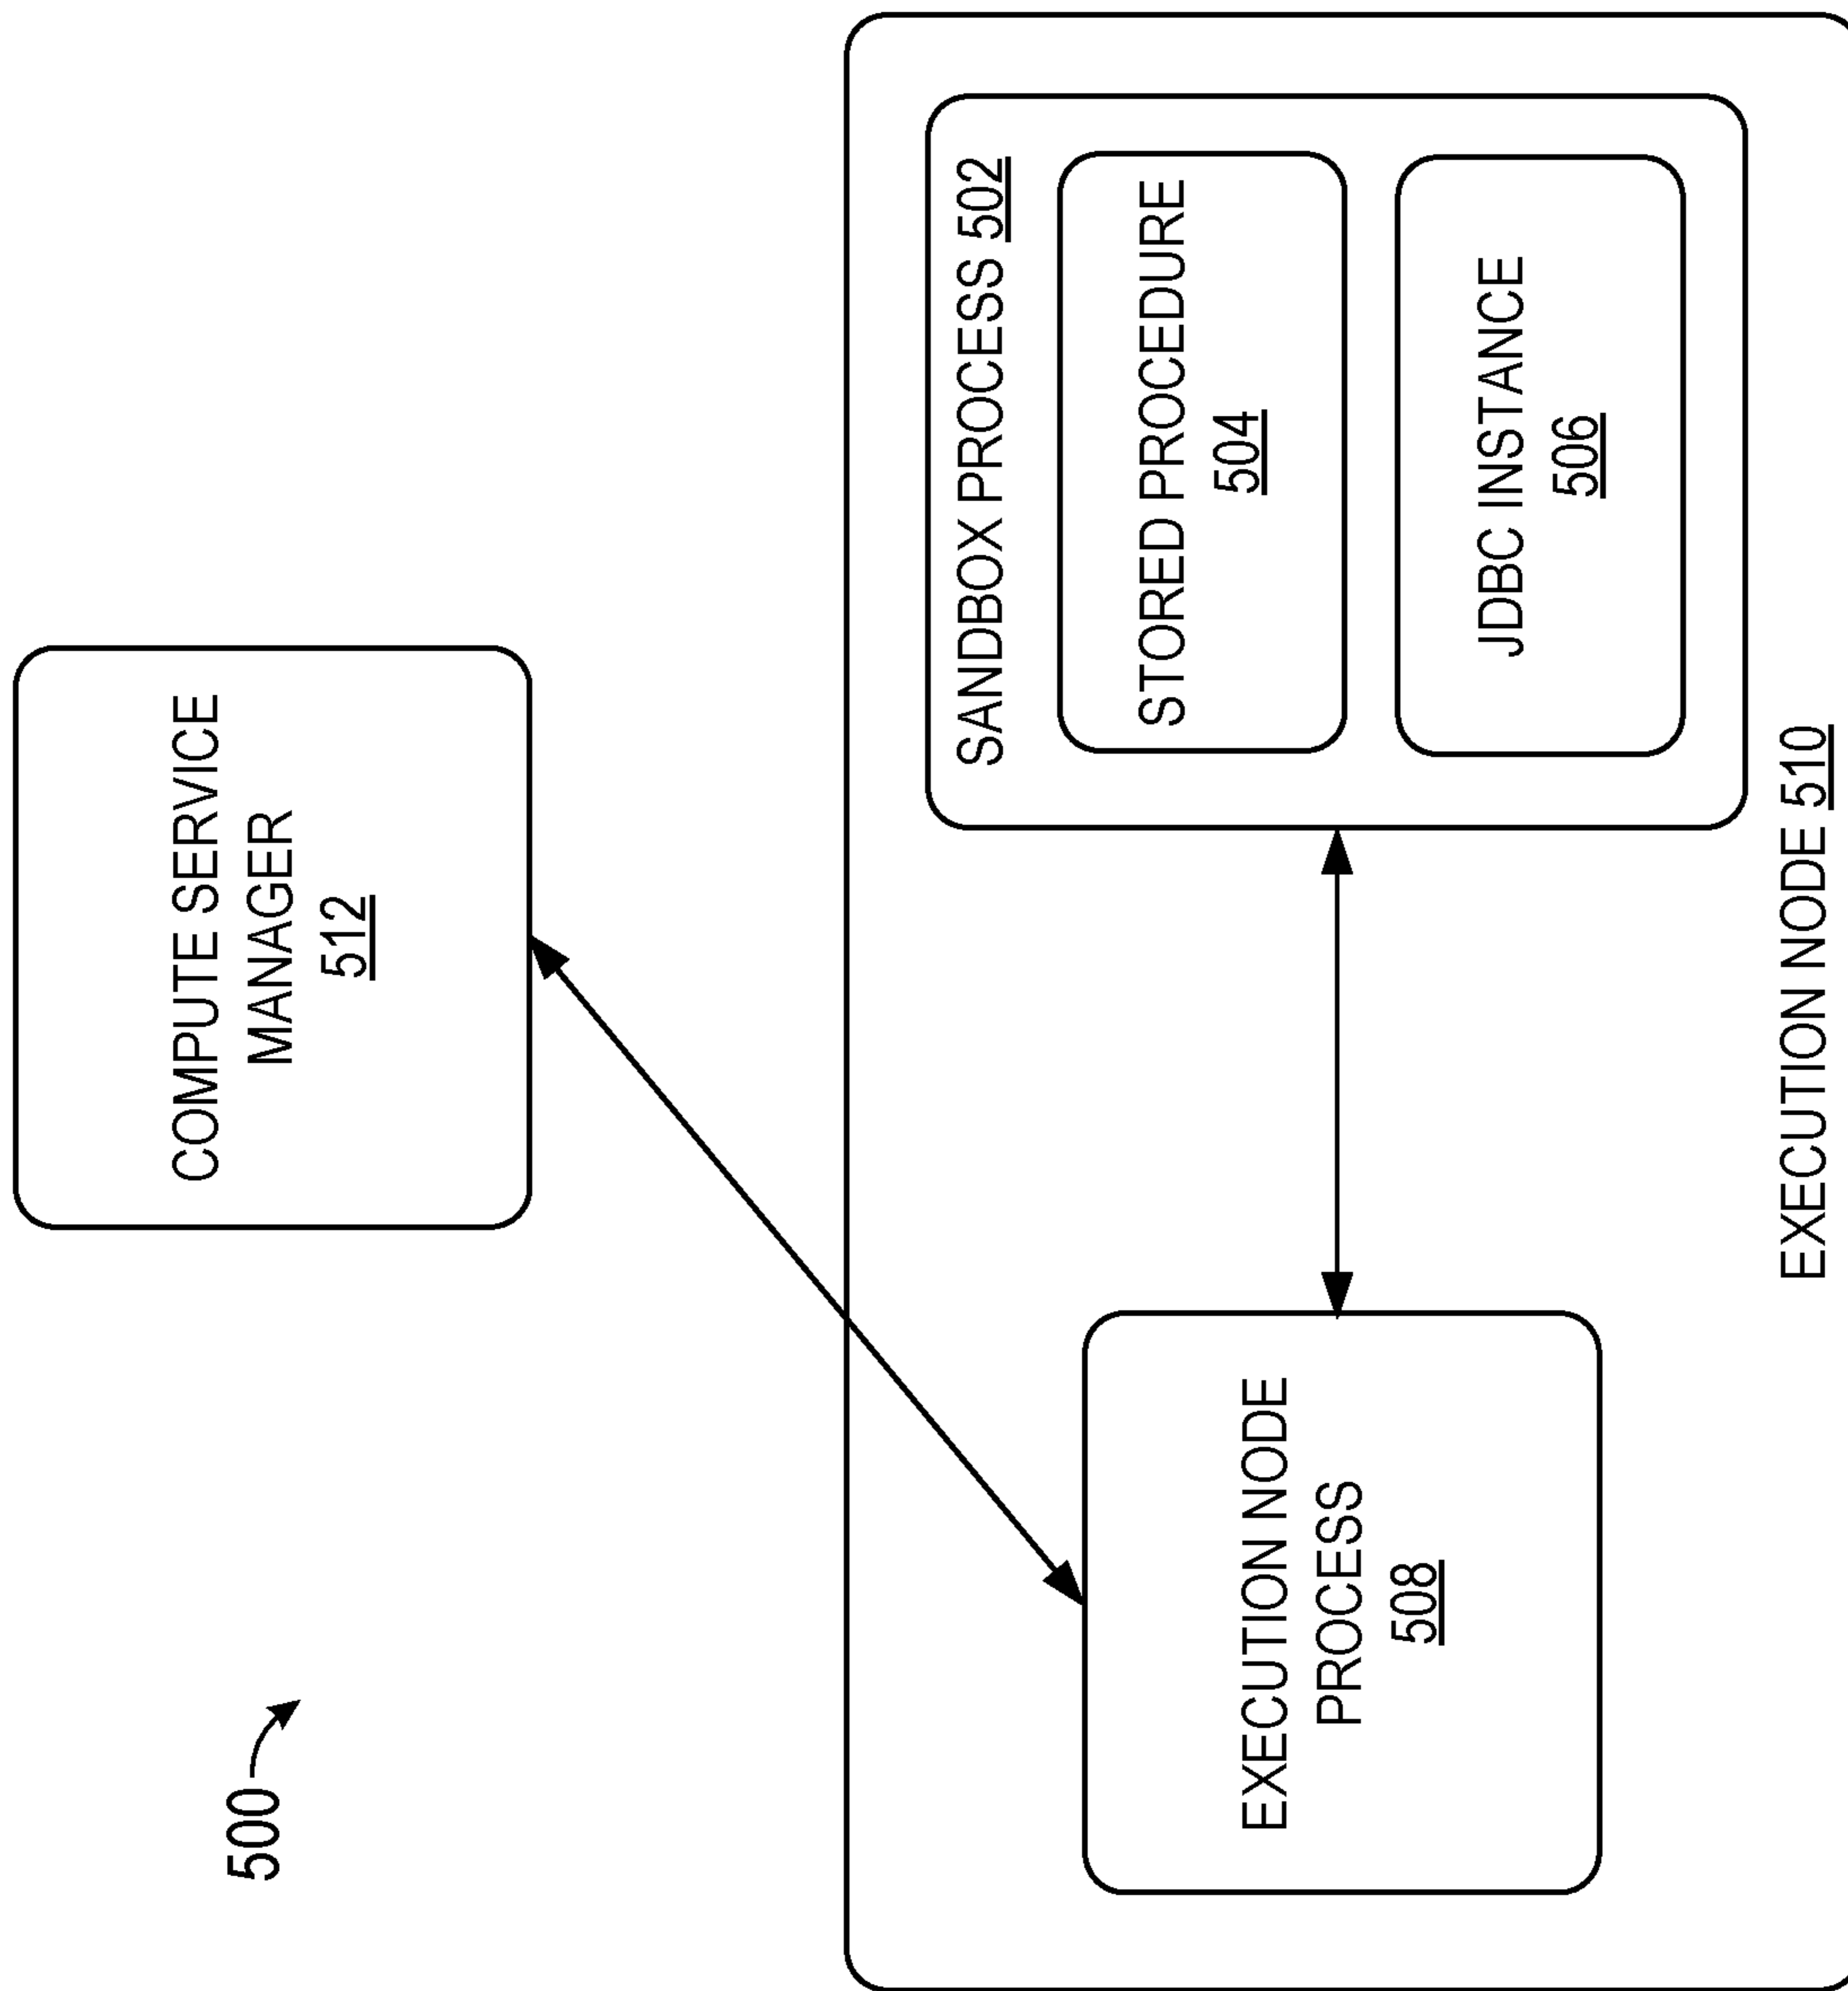 500
COMPUTE SERVICE
MANAGER
512
EXECUTION NODE
PROCESS
508
SANDBOX PROCESS 502
STORED PROCEDURE
504
JDBC INSTANCE
506
EXECUTION NODE 510